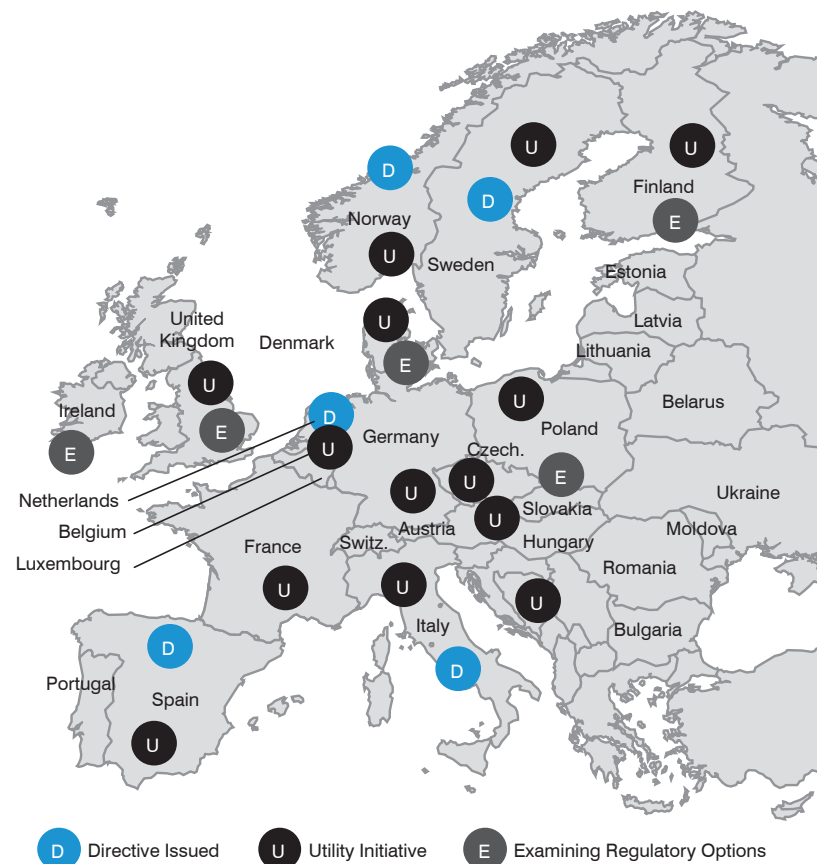 U
U
D
D
Finland
Norway
E
U
Sweden
Estonia
U
Latvia
United
Kingdom
Denmark
Lithuania
E
U
U
Ireland
D
Belarus
E
Germany
Poland
E
U
Czech.
E
Netherlands
U
U
Ukraine
Slovakia
Belgium
U
Austria
Moldova
France
Switz.
Hungary
Luxembourg
Romania
U
U
U
Italy
Bulgaria
D
D
Portugal
Spain
U
D Directive Issued U Utility Initiative E Examining Regulatory Options